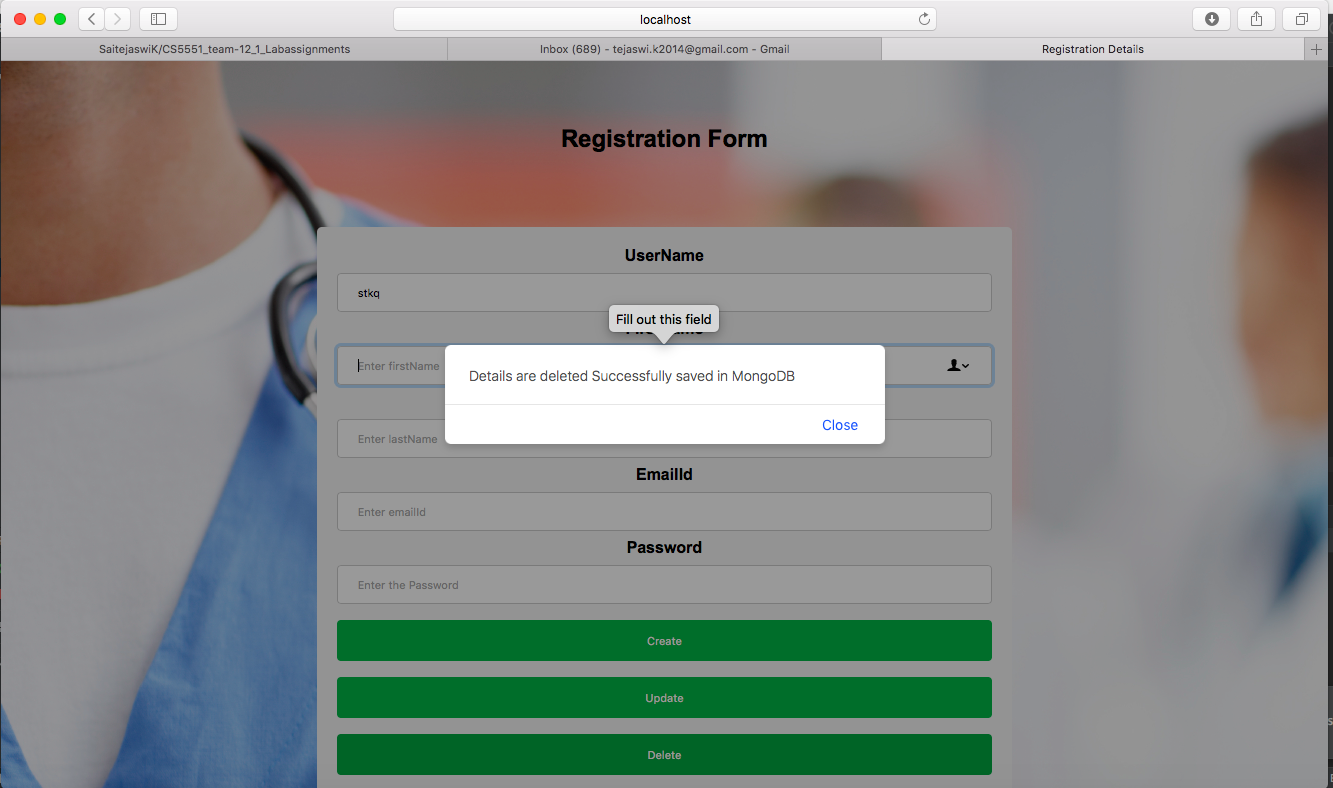 localhost
SaitejaswiK/CS5551_team-12_1_Labassignments
Inbox (689) - tejaswi.k2014@gmail.com - Gmail
Registration Details
Registration Form
UserName
stkq
Fill out this field
Enter firstName
Details are deleted Successfully saved in MongoDB
Close
Enter lastName
EmailId
Enter emailId
Password
Enter the Password
Create
Update
Delete